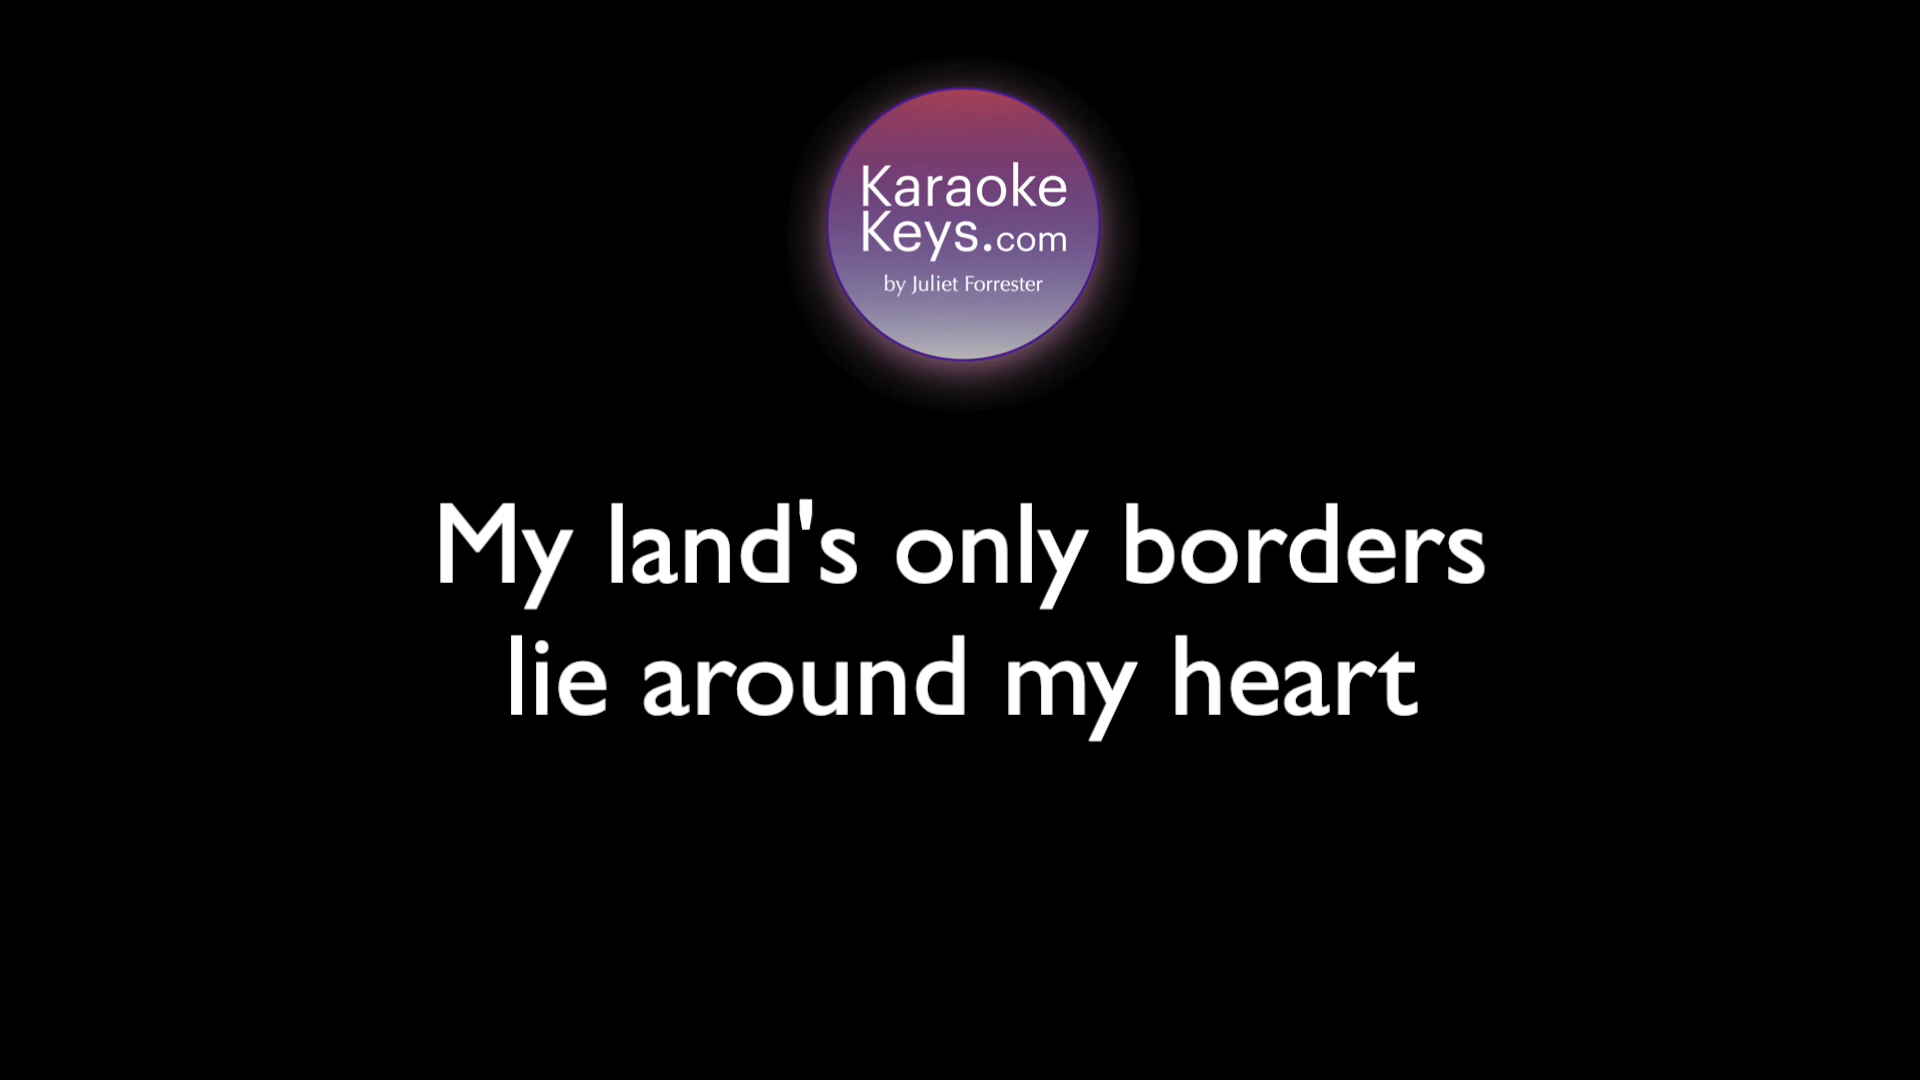 Karaoke
Keys.com
by Juliet Forrester
My land's only borders
lie around my heart